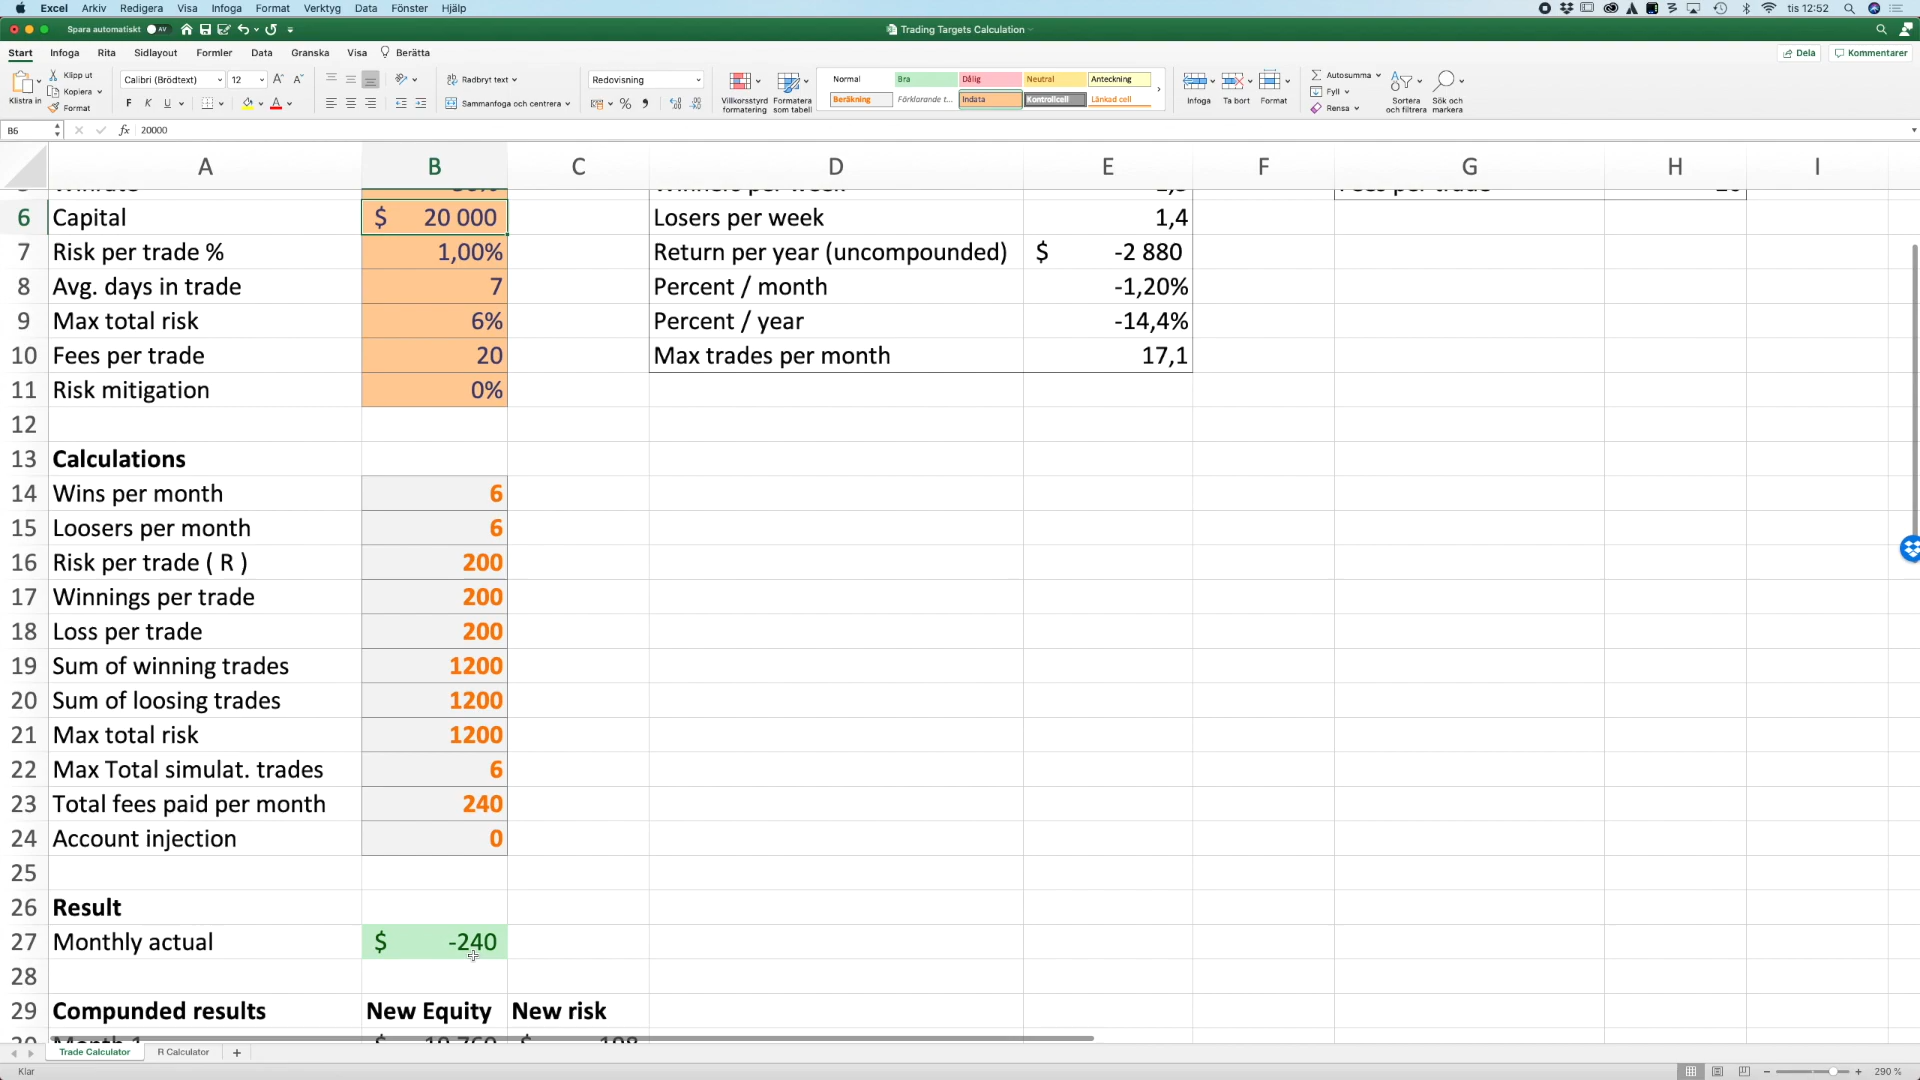 Excel Arkiv Redigera Visa Infoga Format Verktyg Data Fönster Hjälp tis 12:52
Spara automatiskt AV Trading Targets Calculation
Start Infoga Rita Sidlayout Formler Data Granska Visa Berätta Dela Kommentarer
Klistra in Klipp ut Kopiera Format
Calibri (Brödtext) 12 A A
F K U A
Radbryt text
Sammanfoga och centrera
Redovisning
%
Villkorsstyrd formatering Formatera som tabell
Normal Bra Dålig Neutral Anteckning
Beräkning Förklarande t... Indata Kontrollcell Länkad cell
Infoga Ta bort Format
Autosumma
Fyll
Rensa
Sortera och filtrera Sök och markera
B6 fx 20000
A B C D E F G H I
6 Capital $ 20 000 Losers per week 1,4
7 Risk per trade % 1,00% Return per year (uncompounded) $ -2 880
8 Avg. days in trade 7 Percent / month -1,20%
9 Max total risk 6% Percent / year -14,4%
10 Fees per trade 20 Max trades per month 17,1
11 Risk mitigation 0%
12
13 Calculations
14 Wins per month 6
15 Loosers per month 6
16 Risk per trade ( R ) 200
17 Winnings per trade 200
18 Loss per trade 200
19 Sum of winning trades 1200
20 Sum of loosing trades 1200
21 Max total risk 1200
22 Max Total simulat. trades 6
23 Total fees paid per month 240
24 Account injection 0
25
26 Result
27 Monthly actual $ -240
28
29 Compunded results New Equity New risk
Trade Calculator R Calculator +
Klar 290 %